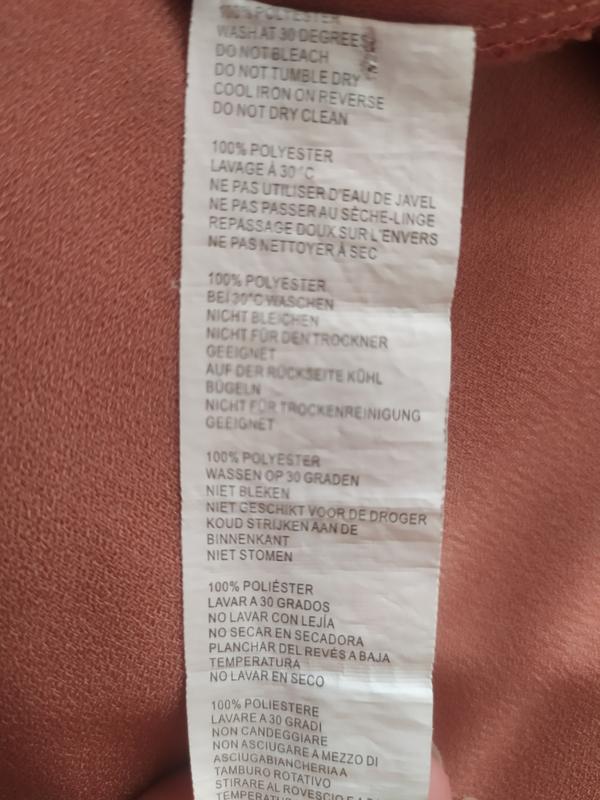 100% POLYESTER
WASH AT 30 DEGREES
DO NOT BLEACH
DO NOT TUMBLE DRY
COOL IRON ON REVERSE
DO NOT DRY CLEAN
100% POLYESTER
LAVAGE À 30°C
NE PAS UTILISER D'EAU DE JAVEL
NE PAS PASSER AU SÈCHE-LINGE
REPASSAGE DOUX SUR L'ENVERS
NE PAS NETTOYER À SEC
100% POLYESTER
BEI 30°C WASCHEN
NICHT BLEICHEN
NICHT FÜR DEN TROCKNER
GEEIGNET
AUF DER RÜCKSEITE KÜHL
BÜGELN
NICHT FÜR TROCKENREINIGUNG
GEEIGNET
100% POLYESTER
WASSEN OP 30 GRADEN
NIET BLEKEN
NIET GESCHIKT VOOR DE DROGER
KOUD STRIJKEN AAN DE
BINNENKANT
NIET STOMEN
100% POLIÉSTER
LAVAR A 30 GRADOS
NO LAVAR CON LEJÍA
NO SECAR EN SECADORA
PLANCHAR DEL REVÉS A BAJA
TEMPERATURA
NO LAVAR EN SECO
100% POLIESTERE
LAVARE A 30 GRADI
NON CANDEGGIARE
NON ASCIUGARE A MEZZO DI
ASCIUGABIANCHERIA A
TAMBURO ROTATIVO
STIRARE AL ROVESCIO E A